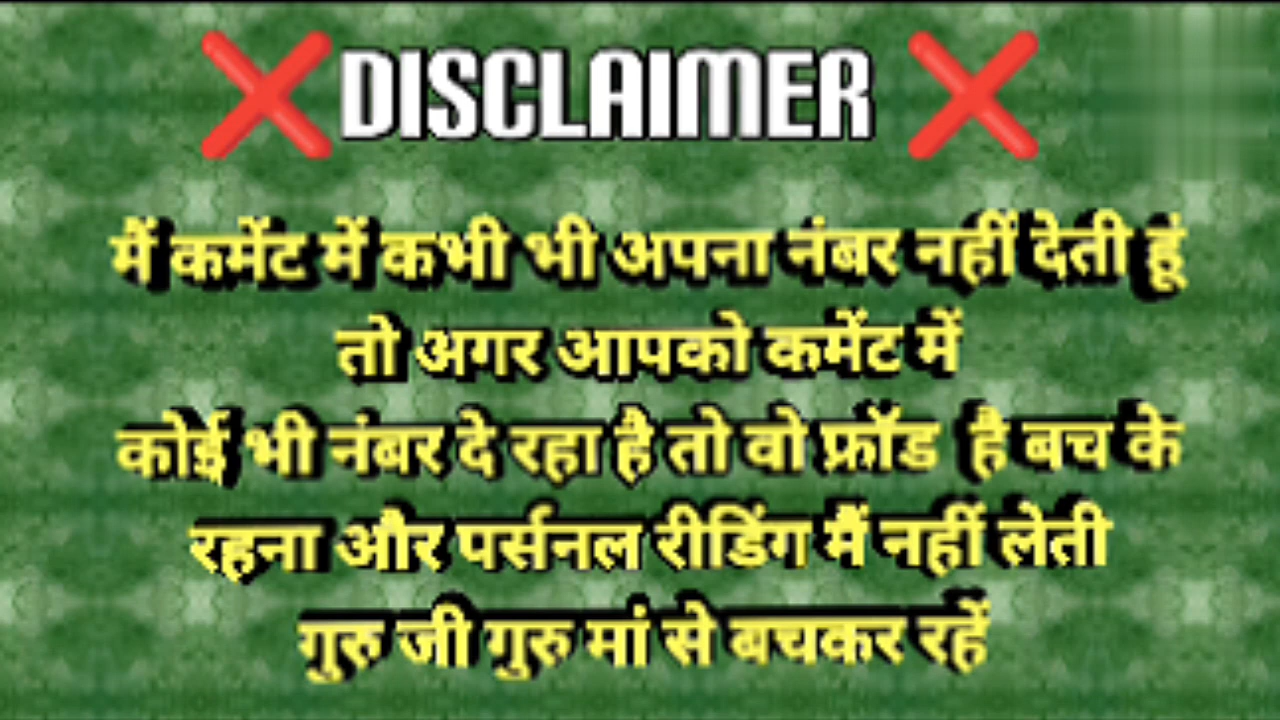 ❌DISCLAIMER ❌
मैं कमेंट में कभी भी अपना नंबर नहीं देती हूं
तो अगर आपको कमेंट में
कोई भी नंबर दे रहा है तो वो फ्रॉड है बच के
रहना और पर्सनल रीडिंग मैं नहीं लेती
गुरु जी गुरु मां से बचकर रहें